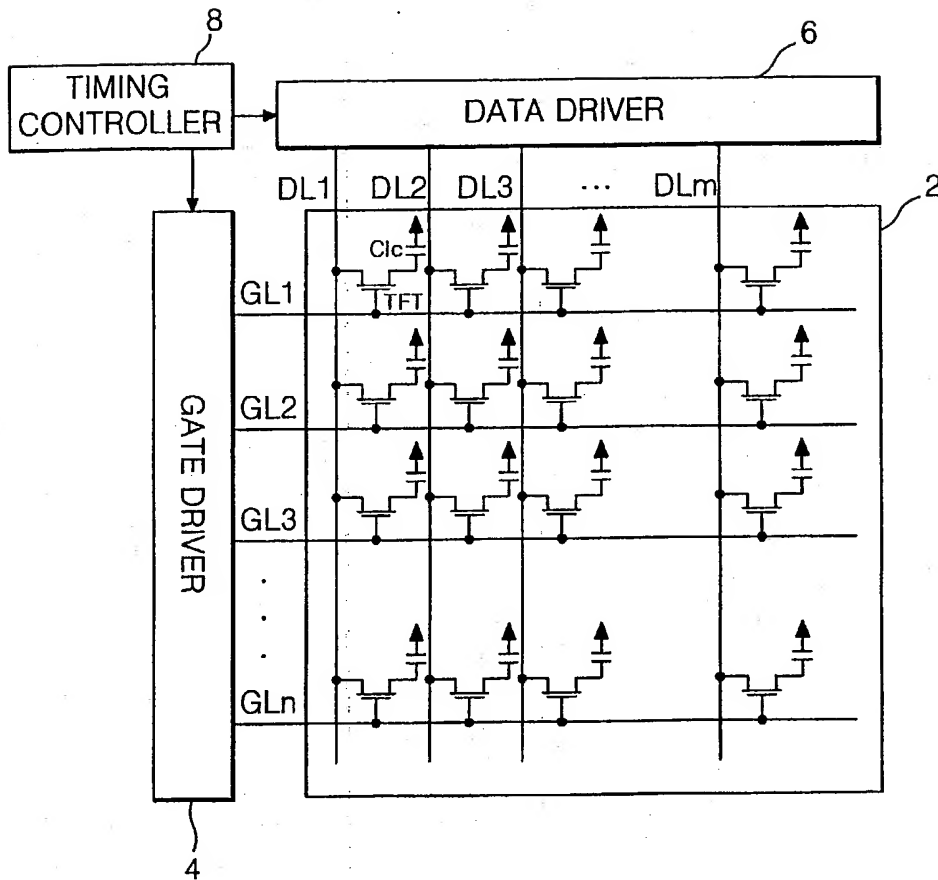 8
6
TIMING
CONTROLLER
DATA DRIVER
DL1 DL2 DL3 ... DLm
2
Clc
TFT
GL1
GL2
GL3
GATE DRIVER
GLn
4